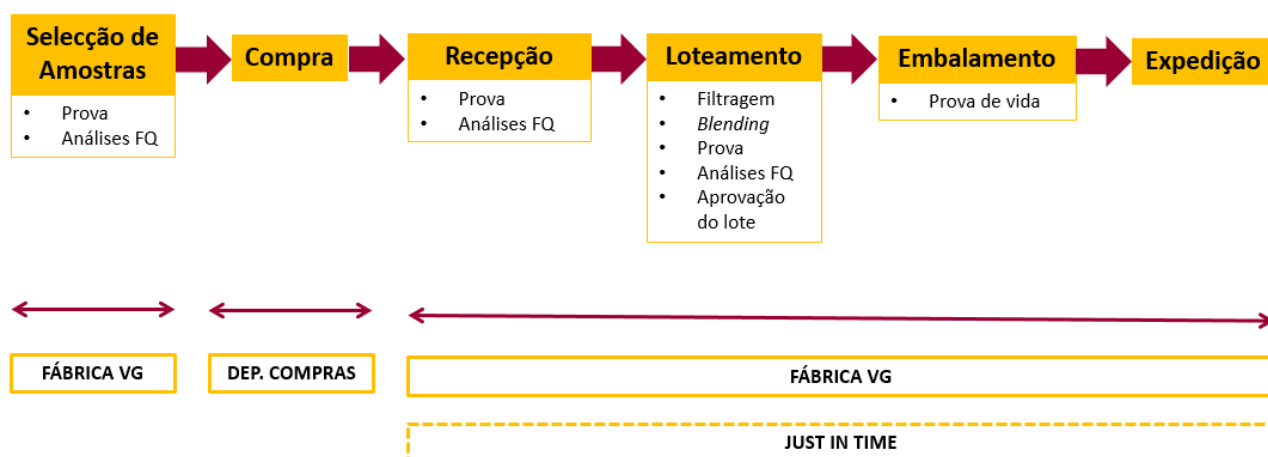 Selecção de
Amostras
• Prova
• Análises FQ
Compra
Recepção
• Prova
• Análises FQ
Loteamento
• Filtragem
• Blending
• Prova
• Análises FQ
• Aprovação
do lote
Embalamento
• Prova de vida
Expedição
FÁBRICA VG
DEP. COMPRAS
FÁBRICA VG
JUST IN TIME